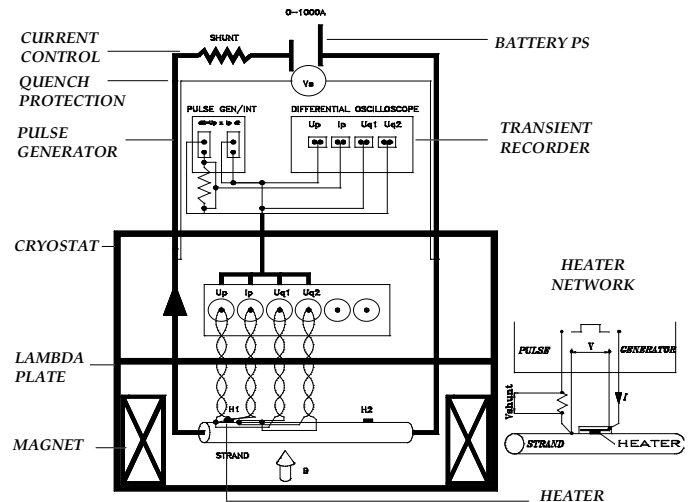 0-1000A
CURRENT CONTROL
SHUNT
BATTERY PS
QUENCH PROTECTION
Vs
PULSE GENERATOR
PULSE GEN/INT
DIFFERENTIAL OSCILLOSCOPE
Up Ip Uq1 Uq2
TRANSIENT RECORDER
CRYOSTAT
Up Ip Uq1 Uq2
LAMBDA PLATE
MAGNET
H1
H2
STRAND
B
HEATER
HEATER NETWORK
PULSE
GENERATOR
V
Vshunt
I
STRAND
HEATER